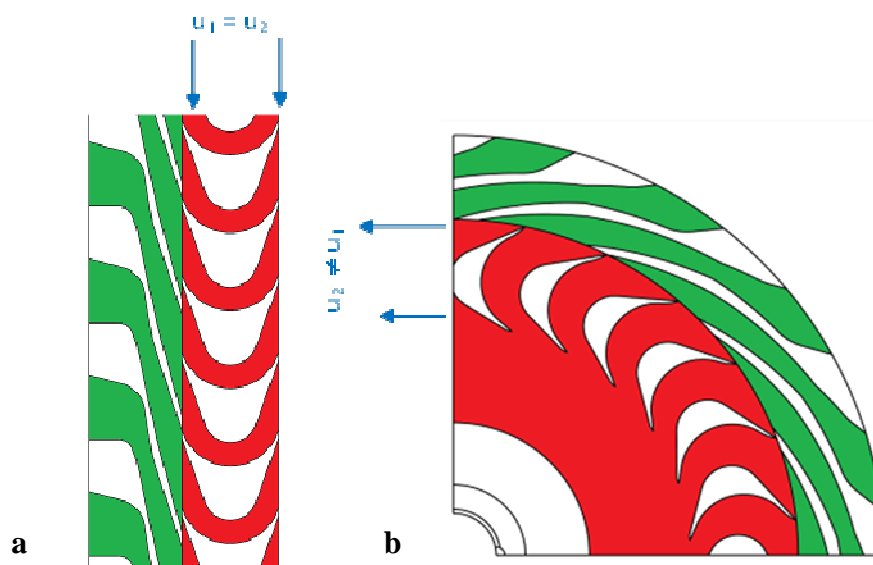 u₁ = u₂
u₂ ≠ u₁
a
b